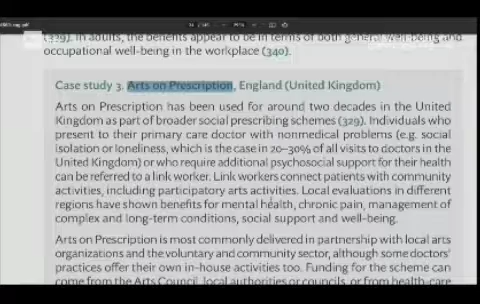 (329). In adults, the benefits appear to be in terms of both general well-being and
occupational well-being in the workplace (340).
Case study 3. Arts on Prescription, England (United Kingdom)
Arts on Prescription has been used for around two decades in the United
Kingdom as part of broader social prescribing schemes (329). Individuals who
present to their primary care doctor with nonmedical problems (e.g. social
isolation or loneliness, which is the case in 20–30% of all visits to doctors in the
United Kingdom) or who require additional psychosocial support for their health
can be referred to a link worker. Link workers connect patients with community
activities, including participatory arts activities. Local evaluations in different
regions have shown benefits for mental health, chronic pain, management of
complex and long-term conditions, social support and well-being.
Arts on Prescription is most commonly delivered in partnership with local arts
organizations and the voluntary and community sector, although some doctors'
practices offer their own in-house activities too. Funding for the scheme can
come from the Arts Council, local authorities or councils, or from health-care